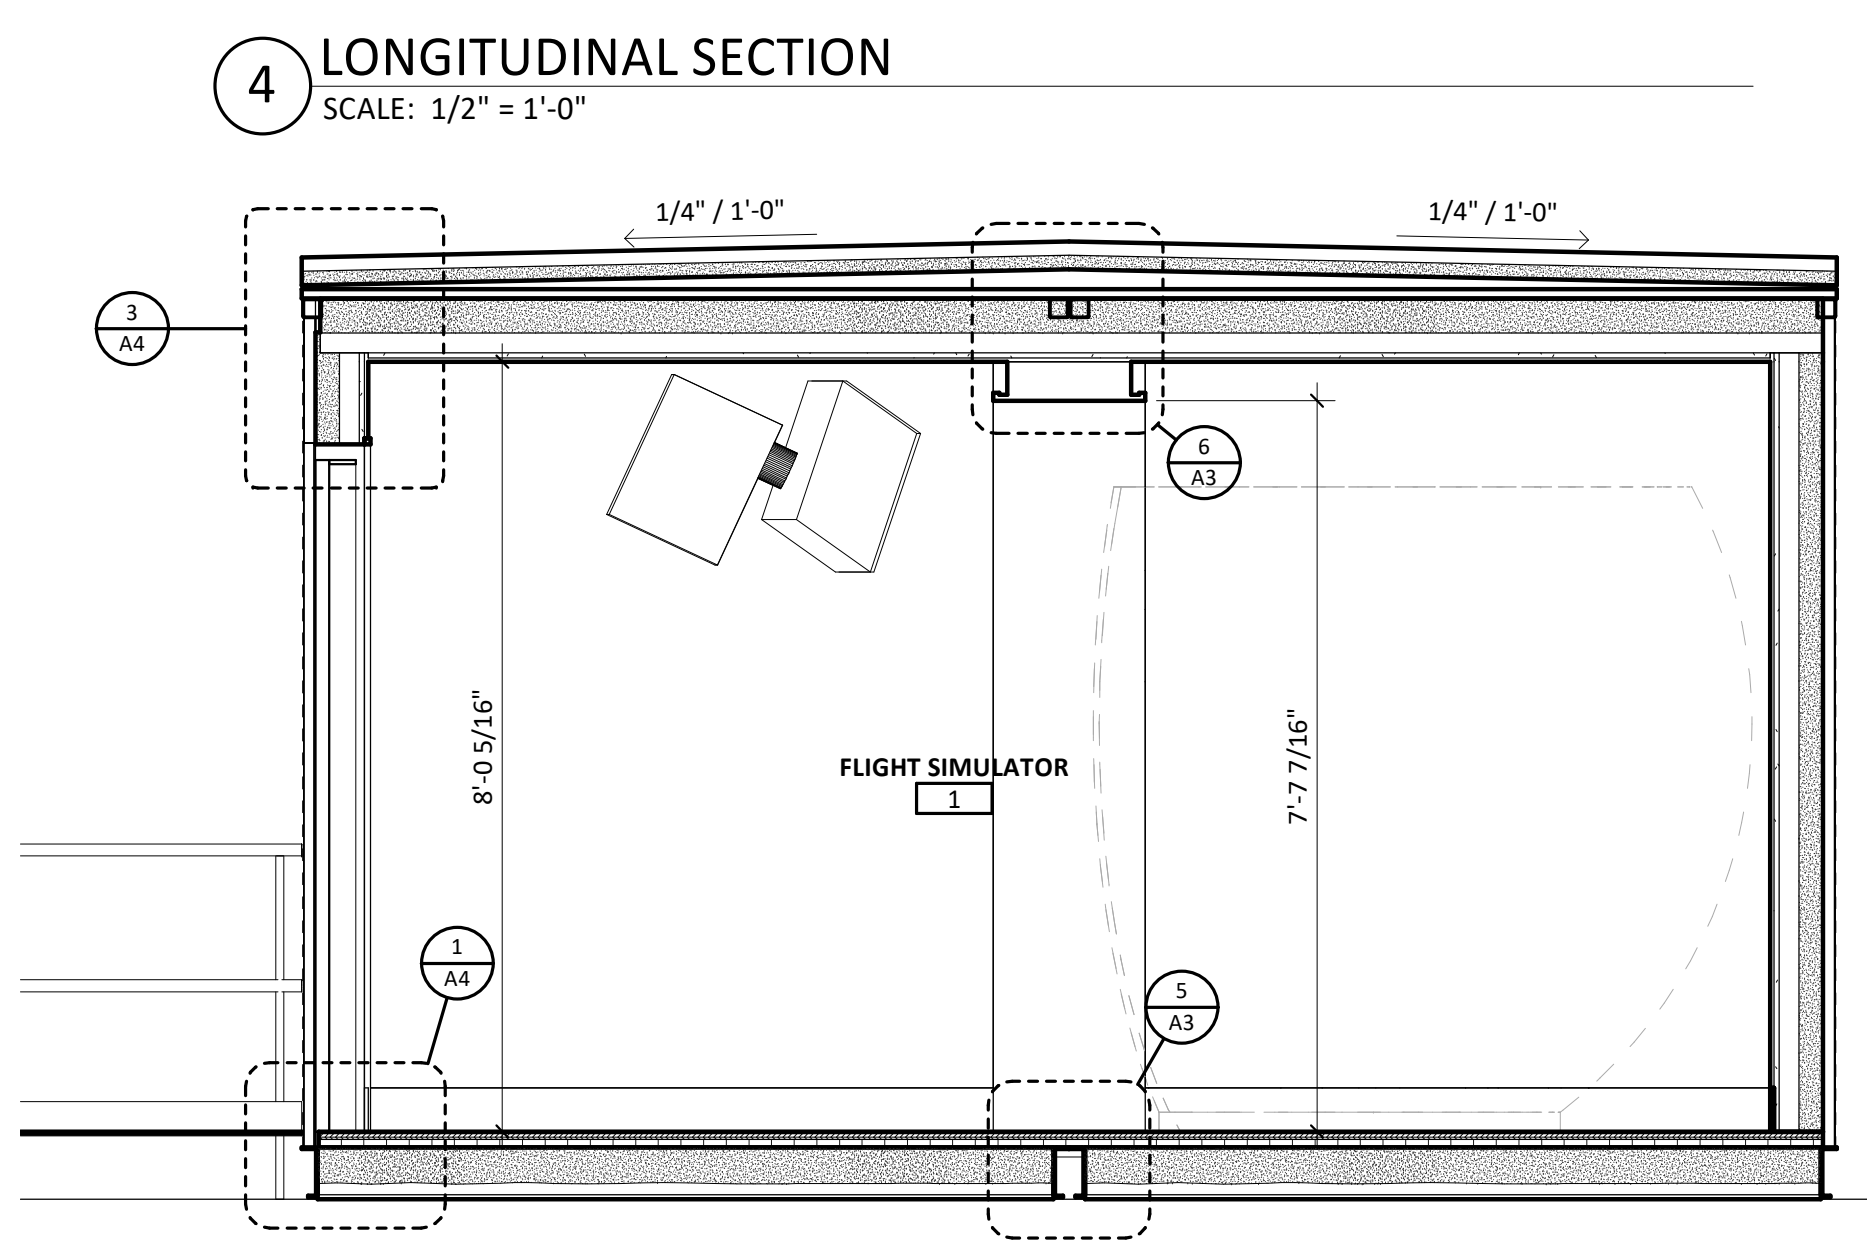 4
LONGITUDINAL SECTION
SCALE: 1/2" = 1'-0"
1/4" / 1'-0"
1/4" / 1'-0"
3
A4
6
A3
8'-0 5/16"
7'-7 7/16"
FLIGHT SIMULATOR
1
1
A4
5
A3